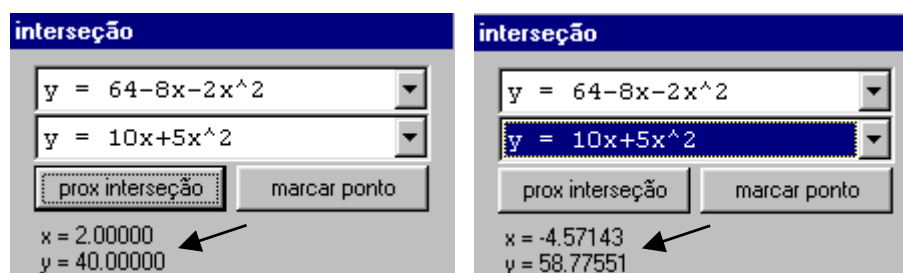 interseção
y = 64-8x-2x^2
y = 10x+5x^2
prox interseção marcar ponto
x = 2.00000
y = 40.00000
interseção
y = 64-8x-2x^2
y = 10x+5x^2
prox interseção marcar ponto
x = -4.57143
y = 58.77551